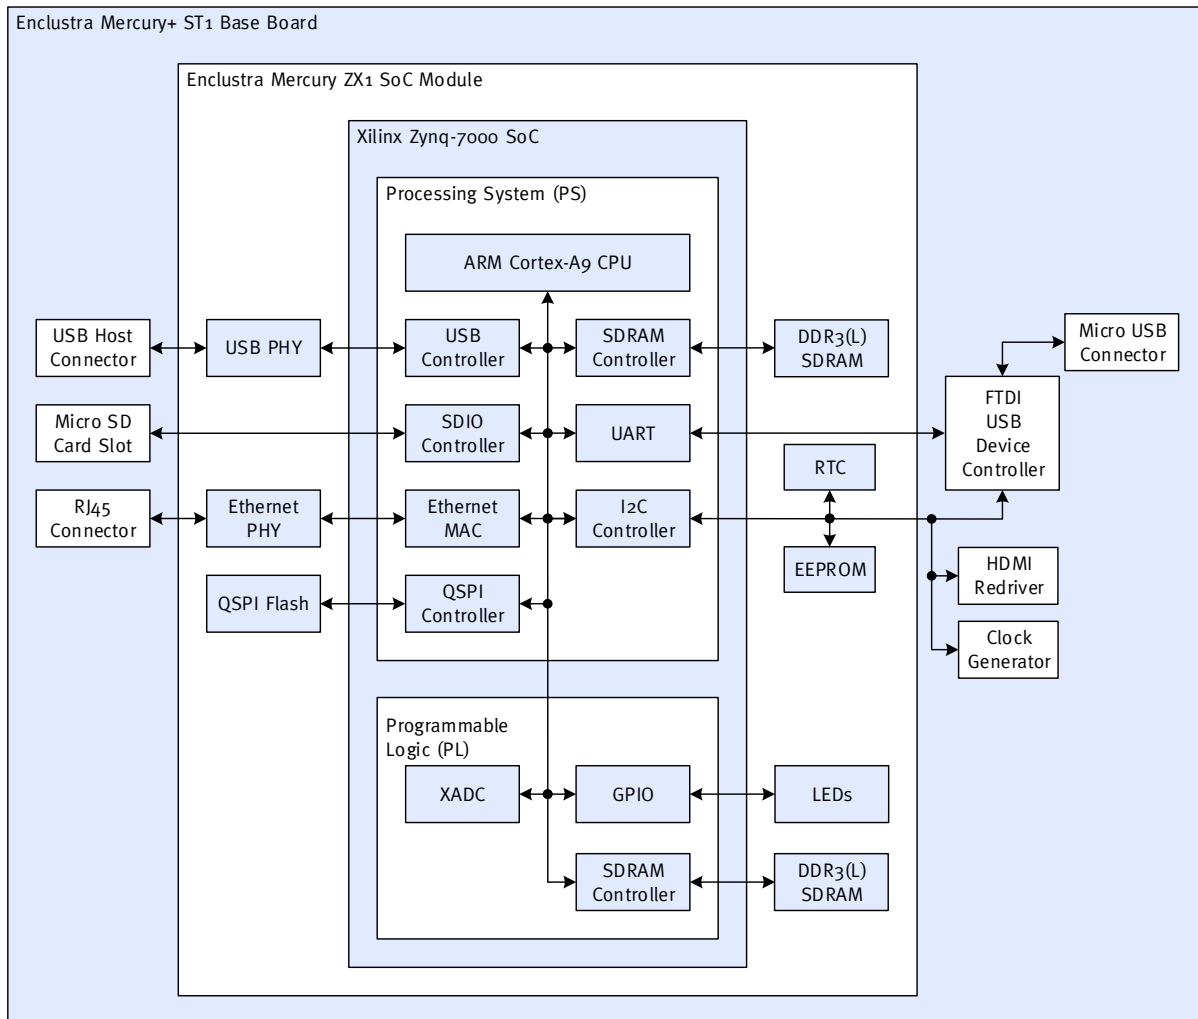 Enclustra Mercury+ ST1 Base Board
Enclustra Mercury ZX1 SoC Module
Xilinx Zynq-7000 SoC
Processing System (PS)
ARM Cortex-A9 CPU
USB Host
Connector
USB PHY
USB
Controller
SDRAM
Controller
DDR3(L)
SDRAM
Micro USB
Connector
Micro SD
Card Slot
SDIO
Controller
UART
FTDI
USB
Device
Controller
RTC
RJ45
Connector
Ethernet
PHY
Ethernet
MAC
I2C
Controller
EEPROM
HDMI
Redriver
QSPI Flash
QSPI
Controller
Clock
Generator
Programmable
Logic (PL)
XADC
GPIO
LEDs
SDRAM
Controller
DDR3(L)
SDRAM